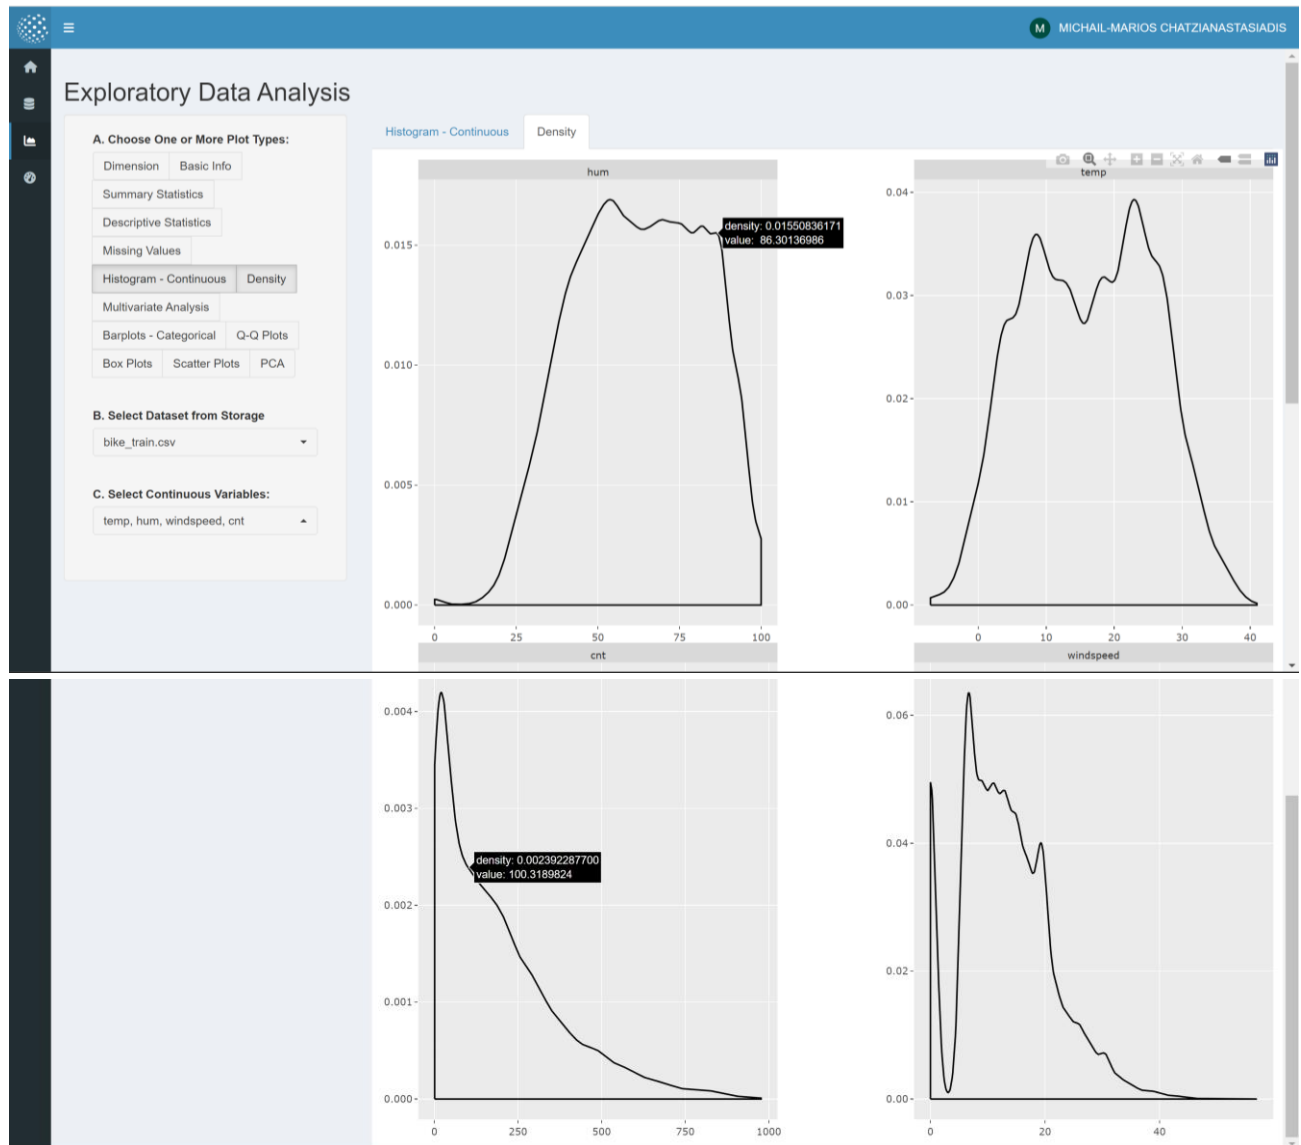 M MICHAIL-MARIOS CHATZIANASTASIADIS
Exploratory Data Analysis
A. Choose One or More Plot Types:
Dimension Basic Info
Summary Statistics
Descriptive Statistics
Missing Values
Histogram - Continuous Density
Multivariate Analysis
Barplots - Categorical Q-Q Plots
Box Plots Scatter Plots PCA
B. Select Dataset from Storage
bike_train.csv
C. Select Continuous Variables:
temp, hum, windspeed, cnt
Histogram - Continuous Density
hum
0.015
0.010
0.005
0.000
density: 0.01550836171
value: 86.30136986
0 25 50 75 100
temp
0.04
0.03
0.02
0.01
0.00
0 10 20 30 40
cnt
0.004
0.003
0.002
0.001
0.000
density: 0.002392287700
value: 100.3189824
0 250 500 750 1000
windspeed
0.06
0.04
0.02
0.00
0 20 40